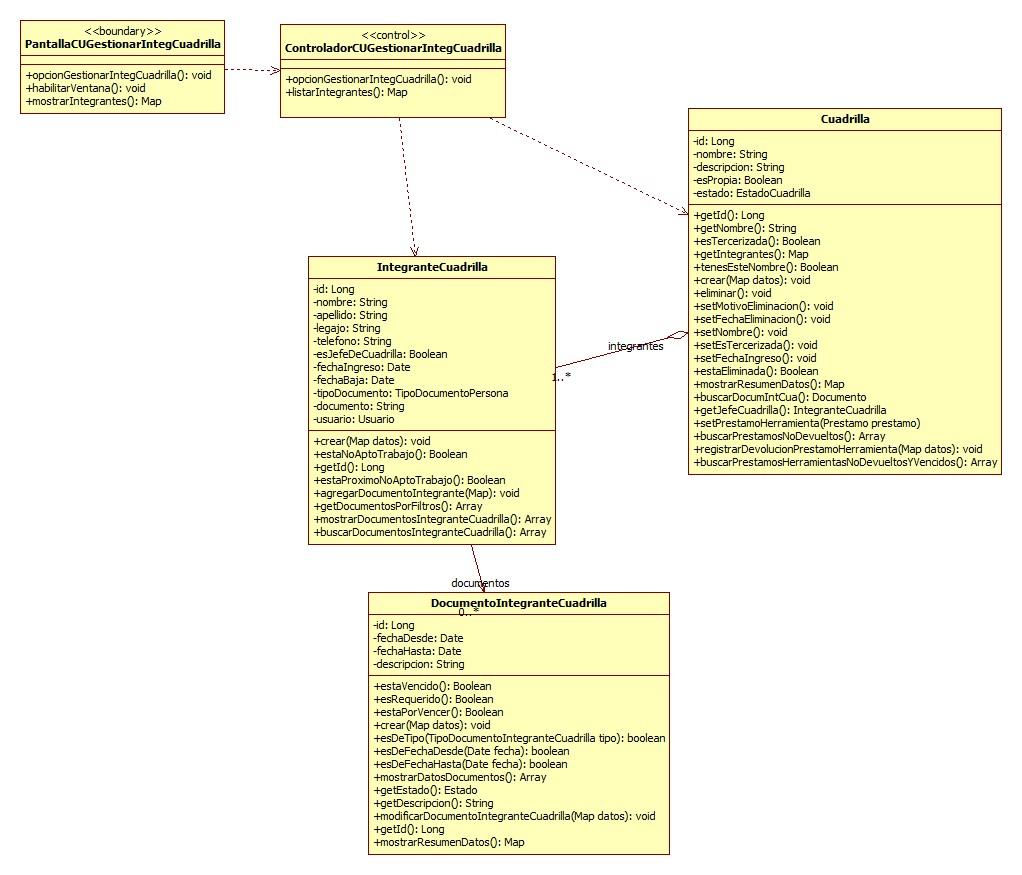 <<boundary>>
PantallaCUGestionarIntegCuadrilla
+opcionGestionarIntegCuadrilla(): void
+habilitarVentana(): void
+mostrarIntegrantes(): Map
<<control>>
ControladorCUGestionarIntegCuadrilla
+opcionGestionarIntegCuadrilla(): void
+listarIntegrantes(): Map
Cuadrilla
-id: Long
-nombre: String
-descripcion: String
-esPropia: Boolean
-estado: EstadoCuadrilla
+getId(): Long
+getNombre(): String
+esTercerizada(): Boolean
+getIntegrantes(): Map
+tenesEsteNombre(): Boolean
+crear(Map datos): void
+eliminar(): void
+setMotivoEliminacion(): void
+setFechaEliminacion(): void
+setNombre(): void
+setEsTercerizada(): void
+setFechaIngreso(): void
+estaEliminada(): Boolean
+mostrarResumenDatos(): Map
+buscarDocumIntCua(): Documento
+getJefeCuadrilla(): IntegranteCuadrilla
+setPrestamoHerramienta(Prestamo prestamo)
+buscarPrestamosNoDevueltos(): Array
+registrarDevolucionPrestamoHerramienta(Map datos): void
+buscarPrestamosHerramientasNoDevueltosYVencidos(): Array
integrantes
1..*
IntegranteCuadrilla
-id: Long
-nombre: String
-apellido: String
-legajo: String
-telefono: String
-esJefeDeCuadrilla: Boolean
-fechaIngreso: Date
-fechaBaja: Date
-tipoDocumento: TipoDocumentoPersona
-documento: String
-usuario: Usuario
+crear(Map datos): void
+estaNoAptoTrabajo(): Boolean
+getId(): Long
+estaProximoNoAptoTrabajo(): Boolean
+agregarDocumentoIntegrante(Map): void
+getDocumentosPorFiltros(): Array
+mostrarDocumentosIntegranteCuadrilla(): Array
+buscarDocumentosIntegranteCuadrilla(): Array
documentos
0..*
DocumentoIntegranteCuadrilla
-id: Long
-fechaDesde: Date
-fechaHasta: Date
-descripcion: String
+estaVencido(): Boolean
+esRequerido(): Boolean
+estaPorVencer(): Boolean
+crear(Map datos): void
+esDeTipo(TipoDocumentoIntegranteCuadrilla tipo): boolean
+esDeFechaDesde(Date fecha): boolean
+esDeFechaHasta(Date fecha): boolean
+mostrarDatosDocumentos(): Array
+getEstado(): Estado
+getDescripcion(): String
+modificarDocumentoIntegranteCuadrilla(Map datos): void
+getId(): Long
+mostrarResumenDatos(): Map